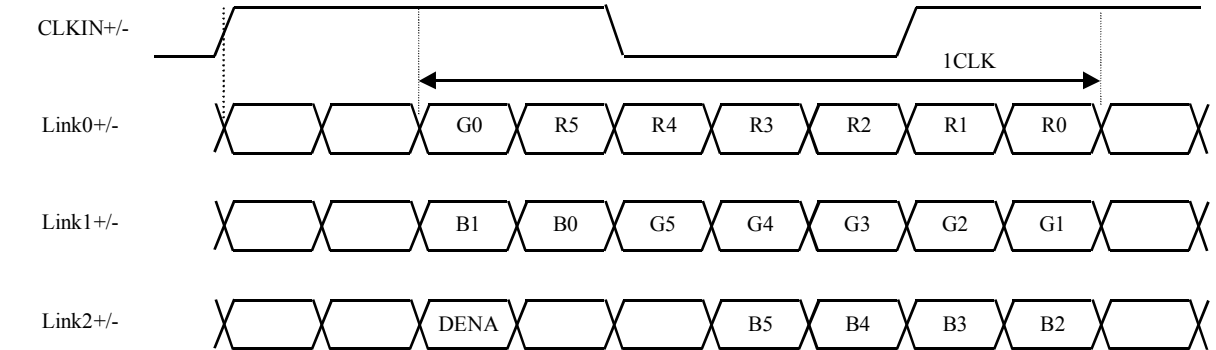 CLKIN+/-
1CLK
Link0+/- G0 R5 R4 R3 R2 R1 R0
Link1+/- B1 B0 G5 G4 G3 G2 G1
Link2+/- DENA B5 B4 B3 B2